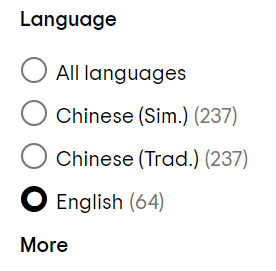 Language
All languages
Chinese (Sim.) (237)
Chinese (Trad.) (237)
English (64)
More